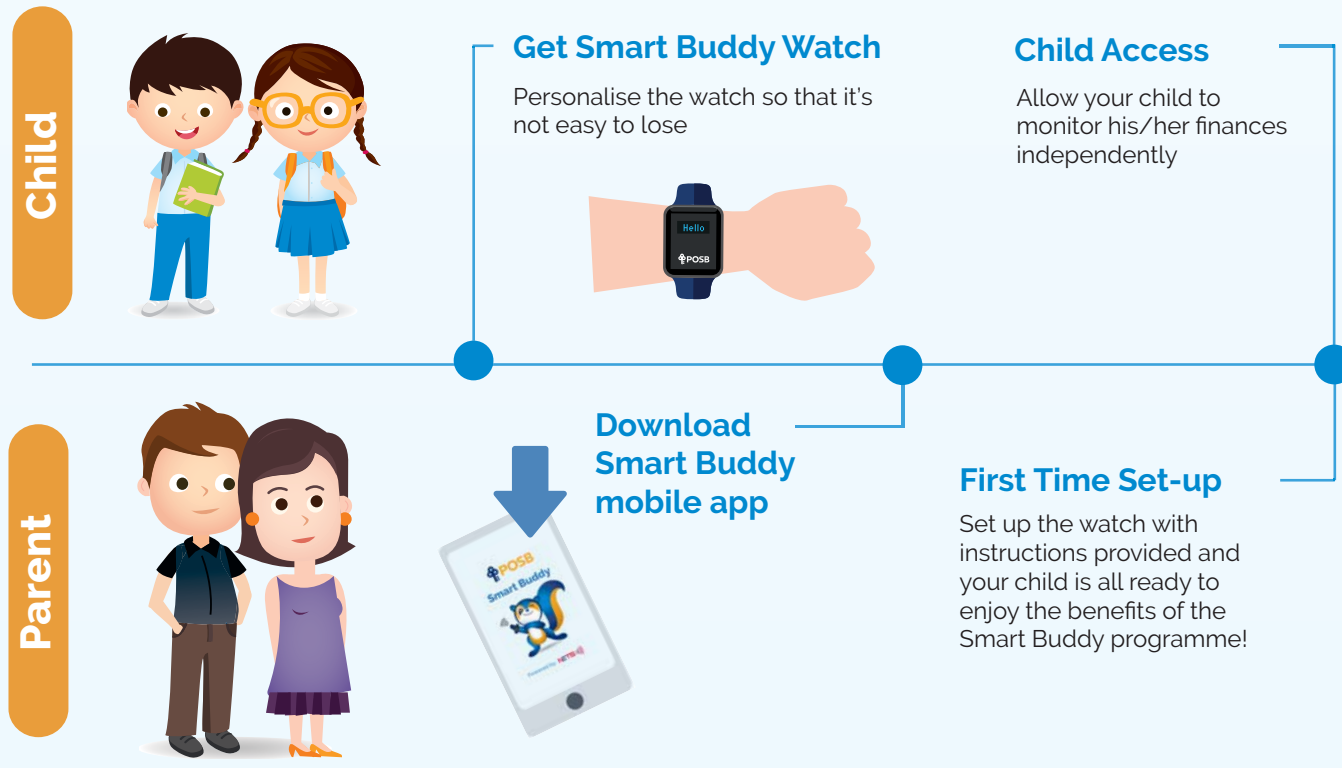 Child
Get Smart Buddy Watch
Personalise the watch so that it's
not easy to lose
Hello
POSB
Child Access
Allow your child to
monitor his/her finances
independently
Parent
Download
Smart Buddy
mobile app
POSB
Smart Buddy
Powered by NETS
First Time Set-up
Set up the watch with
instructions provided and
your child is all ready to
enjoy the benefits of the
Smart Buddy programme!